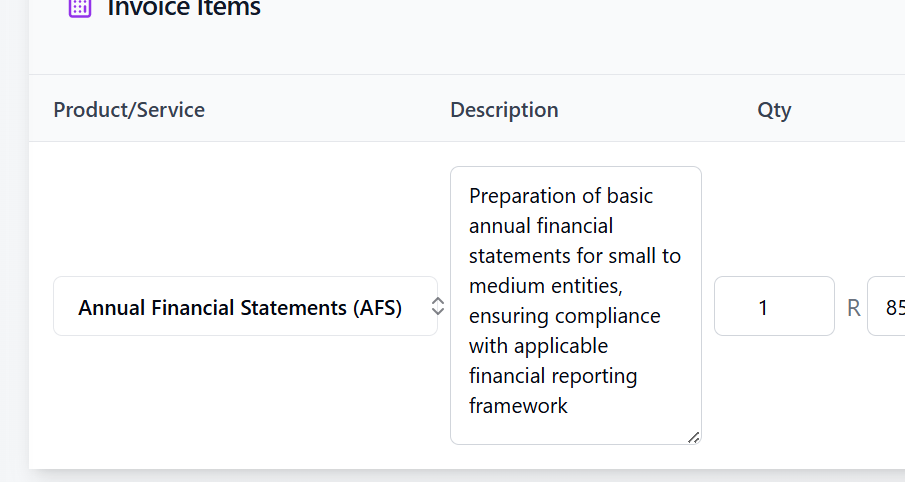 Invoice Items
Product/Service
Description
Qty
Annual Financial Statements (AFS)
Preparation of basic
annual financial
statements for small to
medium entities,
ensuring compliance
with applicable
financial reporting
framework
1
R
85